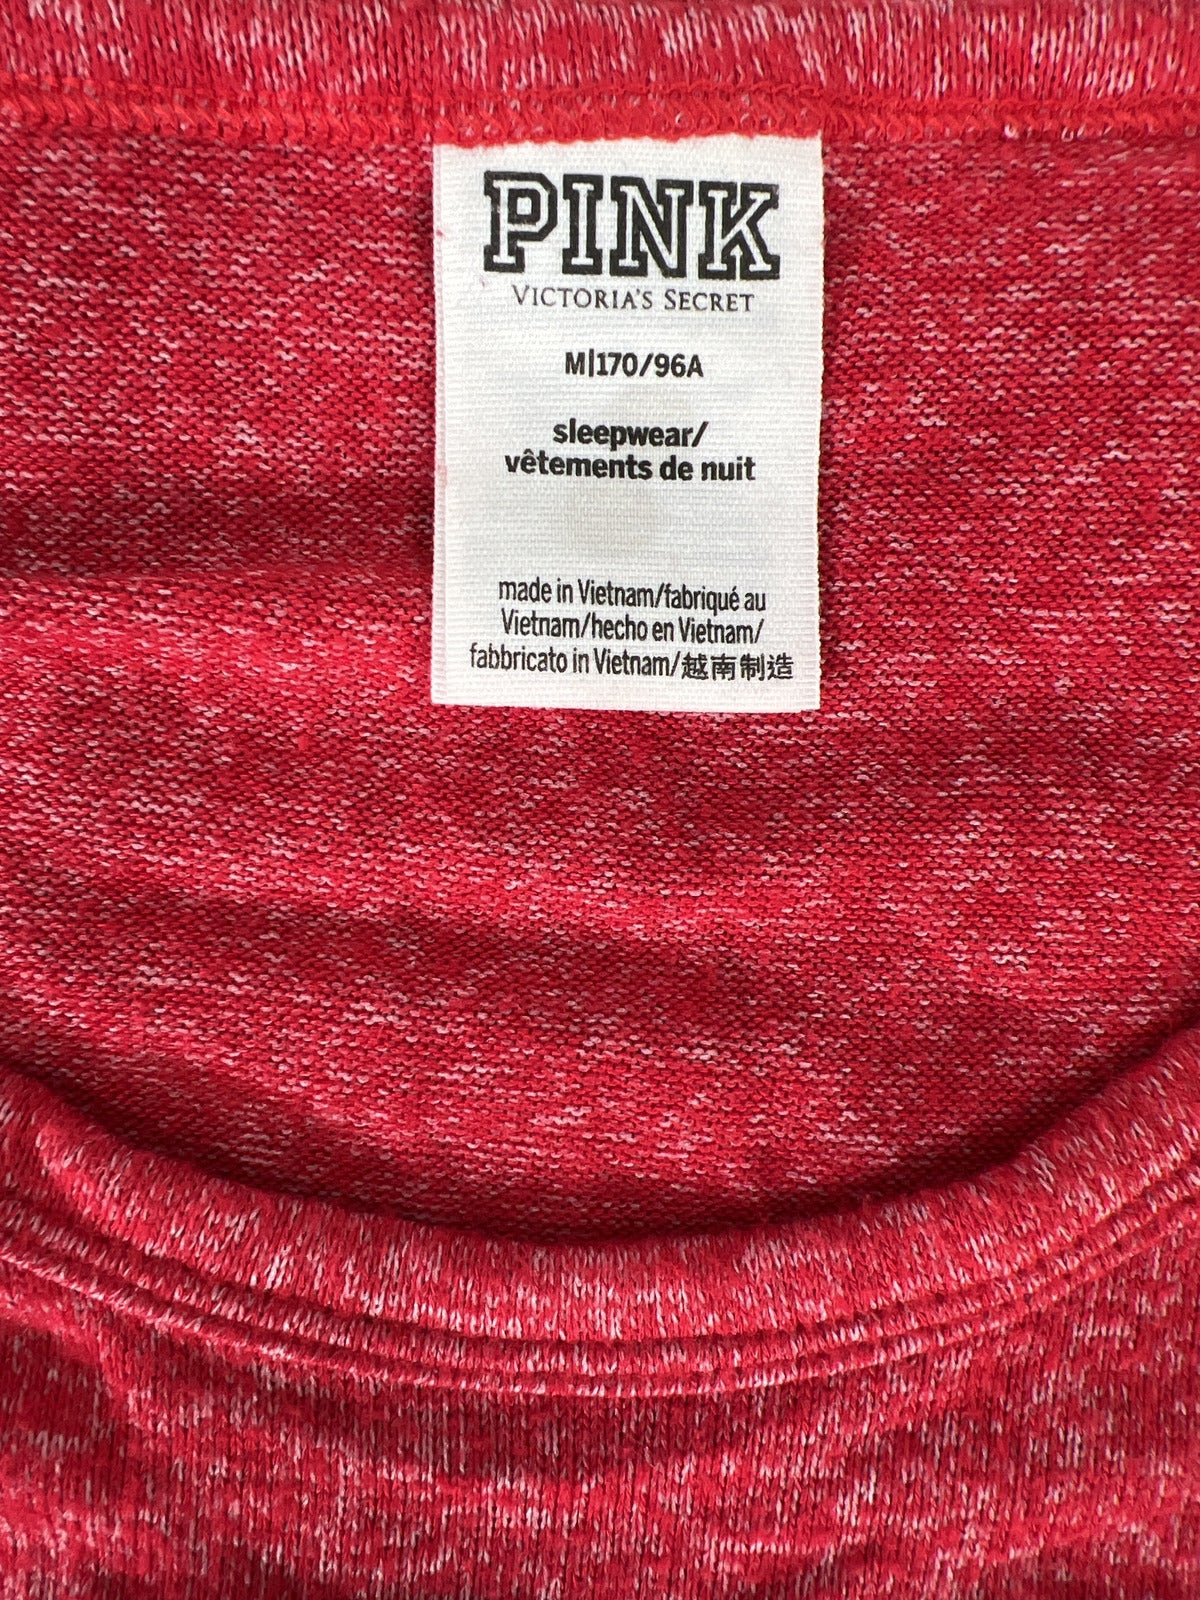 PINK
VICTORIA'S SECRET
M|170/96A
sleepwear/
vêtements de nuit
made in Vietnam/fabriqué au
Vietnam/hecho en Vietnam/
fabbricato in Vietnam/越南制造